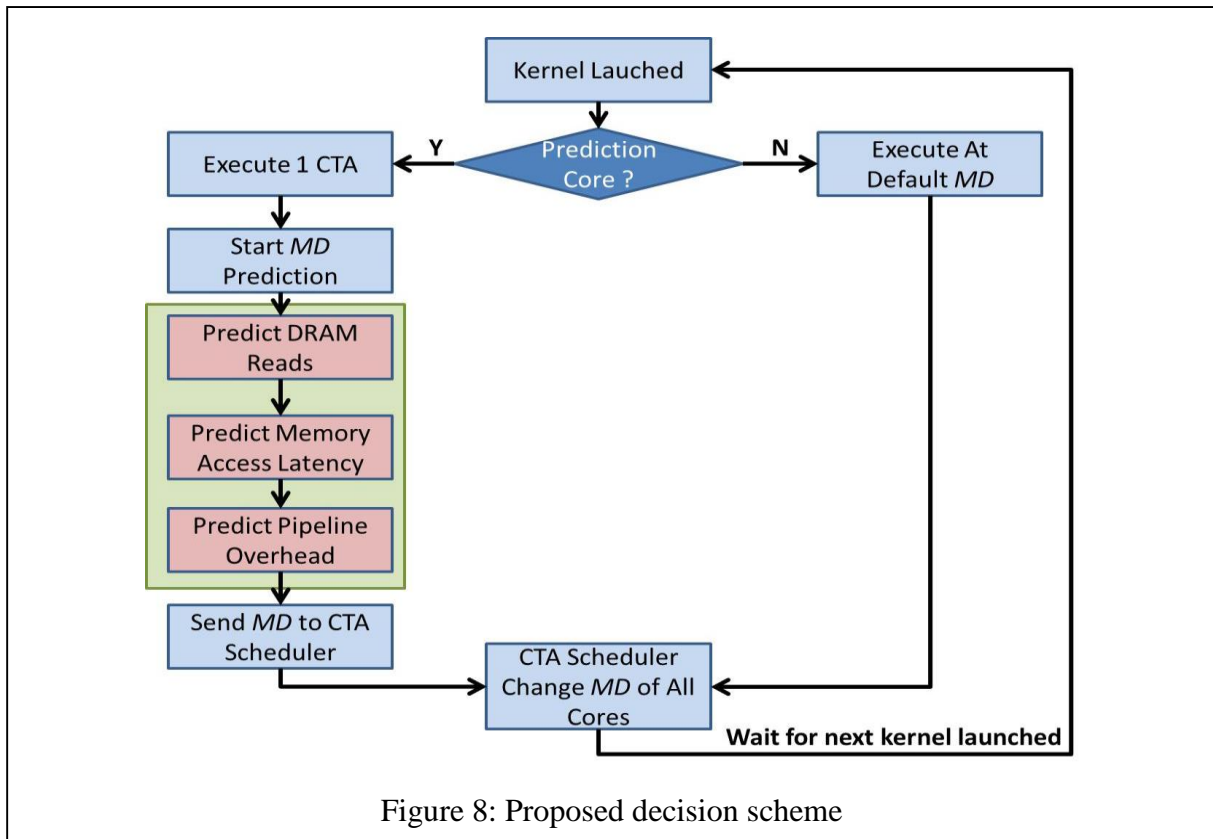 Kernel Lauched
Prediction
Core ?
Y
N
Execute 1 CTA
Execute At
Default MD
Start MD
Prediction
Predict DRAM
Reads
Predict Memory
Access Latency
Predict Pipeline
Overhead
Send MD to CTA
Scheduler
CTA Scheduler
Change MD of All
Cores
Wait for next kernel launched
Figure 8: Proposed decision scheme